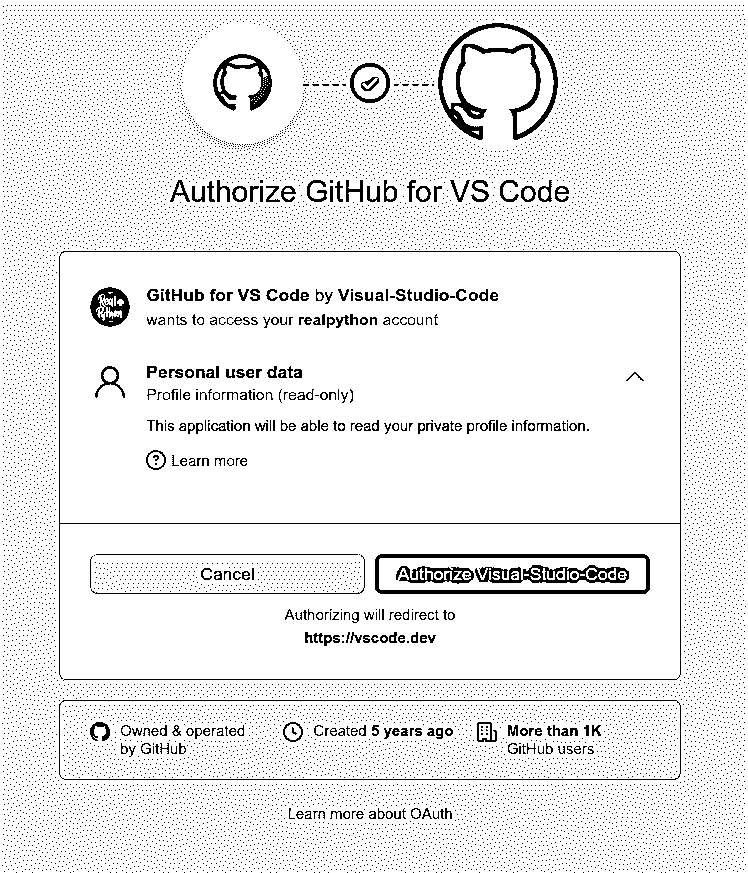 Authorize GitHub for VS Code
Real
Python
GitHub for VS Code by Visual-Studio-Code
wants to access your realpython account
Personal user data
Profile information (read-only)
This application will be able to read your private profile information.
Learn more
Cancel
Authorize Visual-Studio-Code
Authorizing will redirect to
https://vscode.dev
Owned & operated
by GitHub
Created 5 years ago
More than 1K
GitHub users
Learn more about OAuth